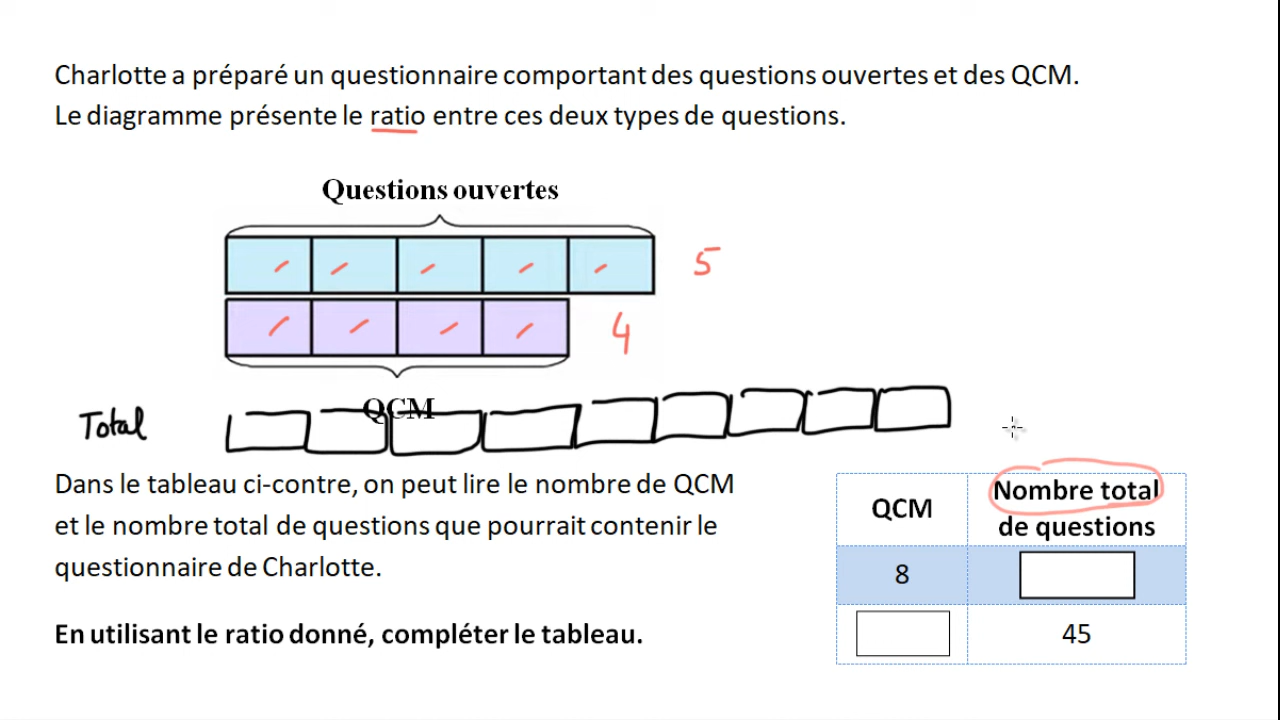 Charlotte a préparé un questionnaire comportant des questions ouvertes et des QCM.
Le diagramme présente le ratio entre ces deux types de questions.
Questions ouvertes
5
4
QCM
Total
Dans le tableau ci-contre, on peut lire le nombre de QCM
et le nombre total de questions que pourrait contenir le
questionnaire de Charlotte.
En utilisant le ratio donné, compléter le tableau.
QCM
Nombre total
de questions
8
45